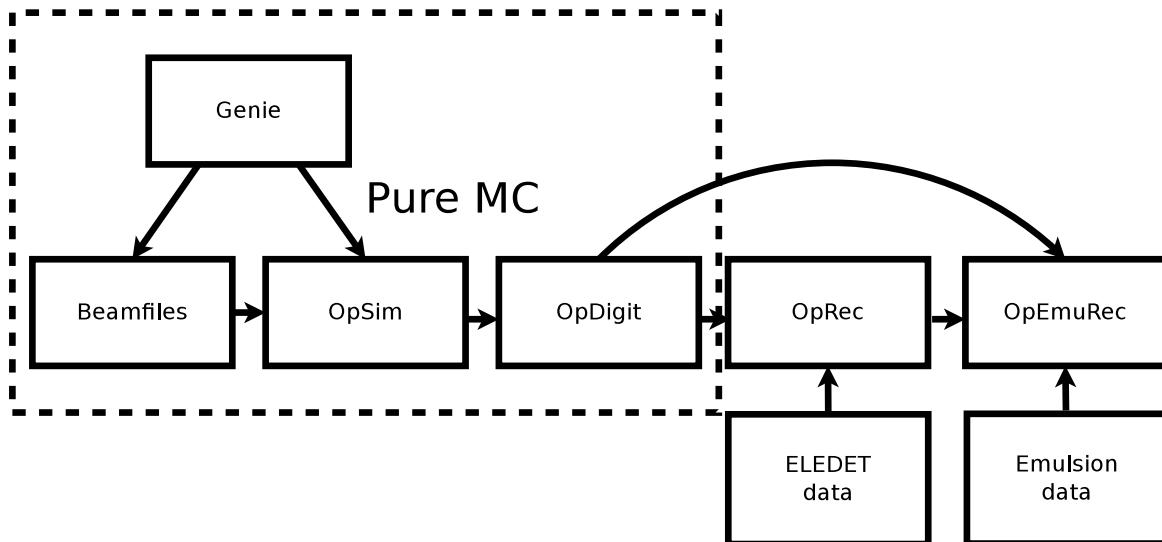 Genie
Pure MC
Beamfiles
OpSim
OpDigit
OpRec
OpEmuRec
ELEDET
data
Emulsion
data